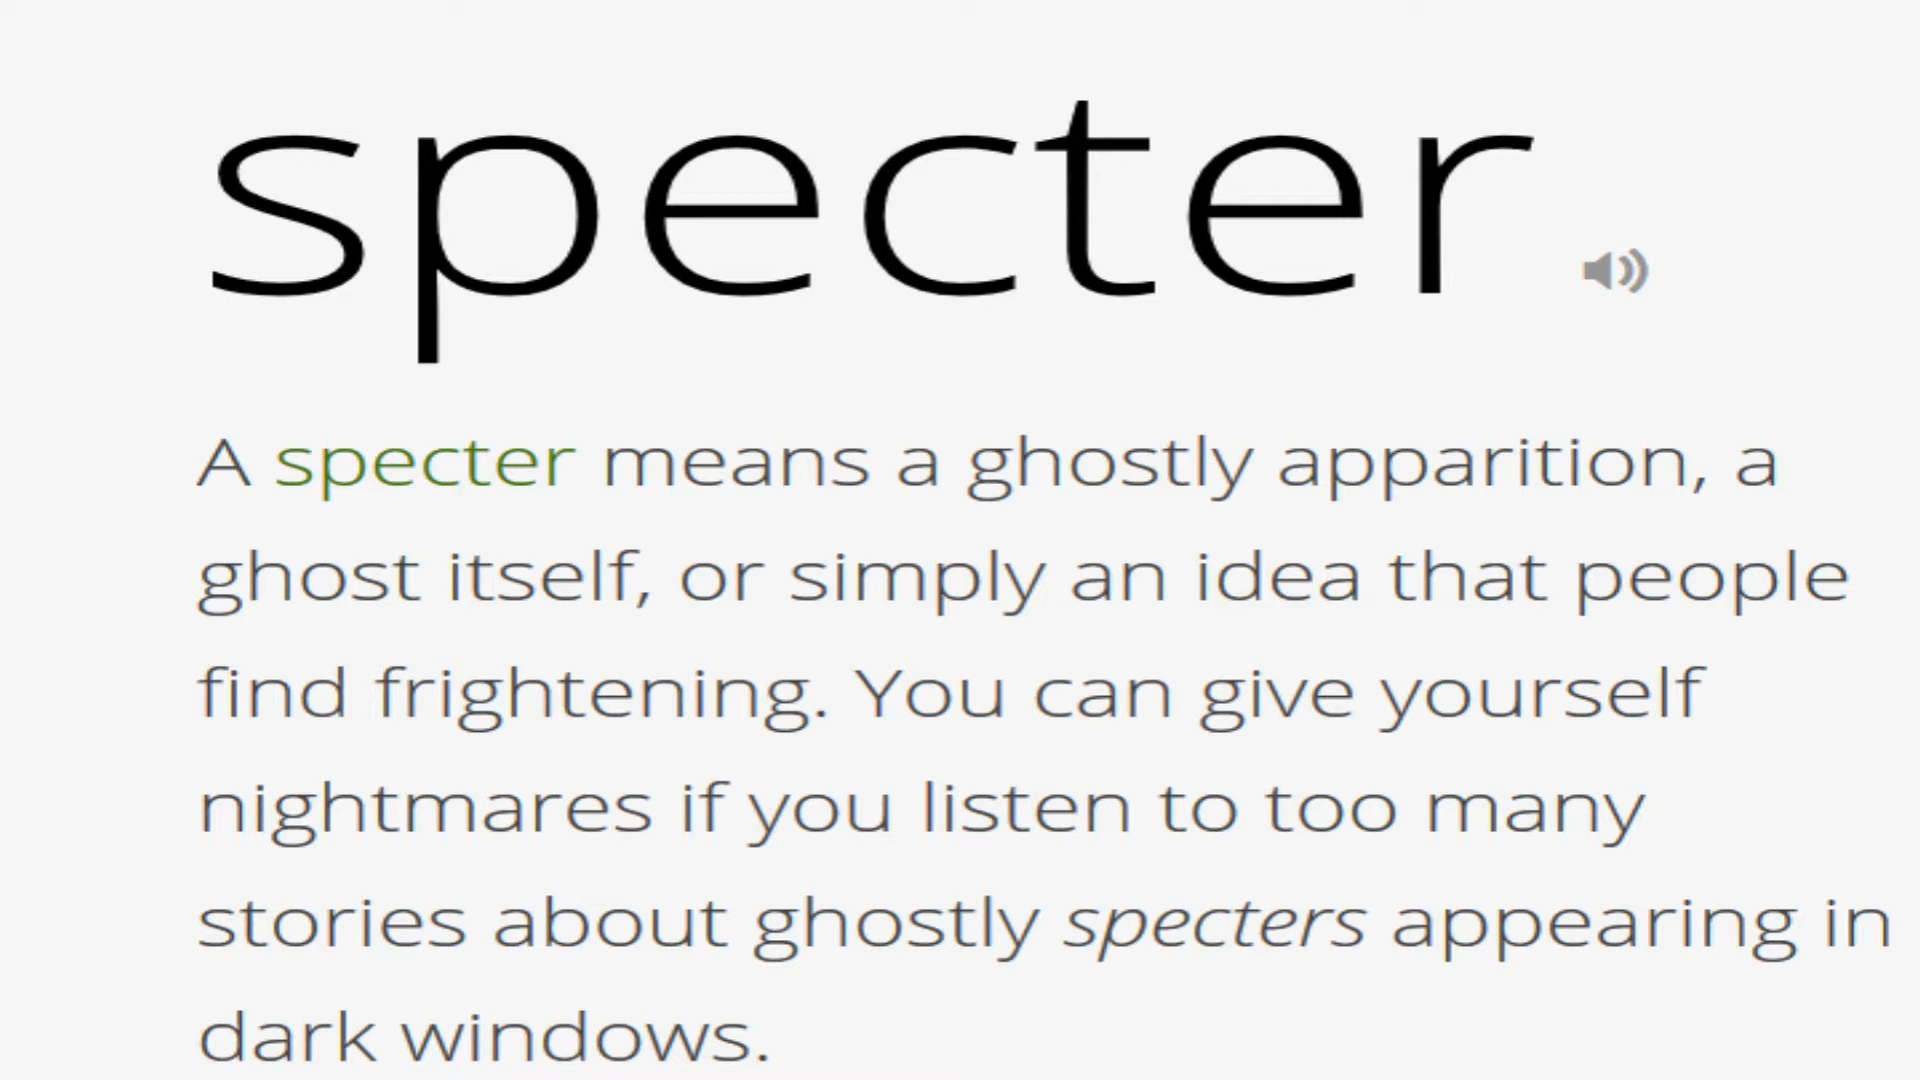 specter
A specter means a ghostly apparition, a
ghost itself, or simply an idea that people
find frightening. You can give yourself
nightmares if you listen to too many
stories about ghostly specters appearing in
dark windows.